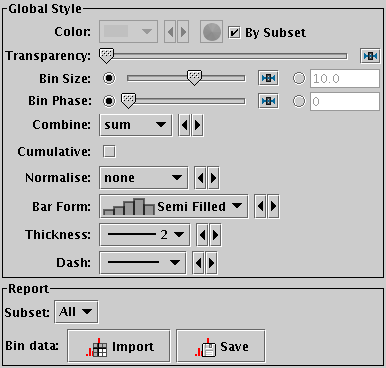 Global Style
Color: By Subset
Transparency:
Bin Size: 10.0
Bin Phase: 0
Combine: sum
Cumulative:
Normalise: none
Bar Form: Semi Filled
Thickness: 2
Dash:
Report
Subset: All
Bin data: Import Save